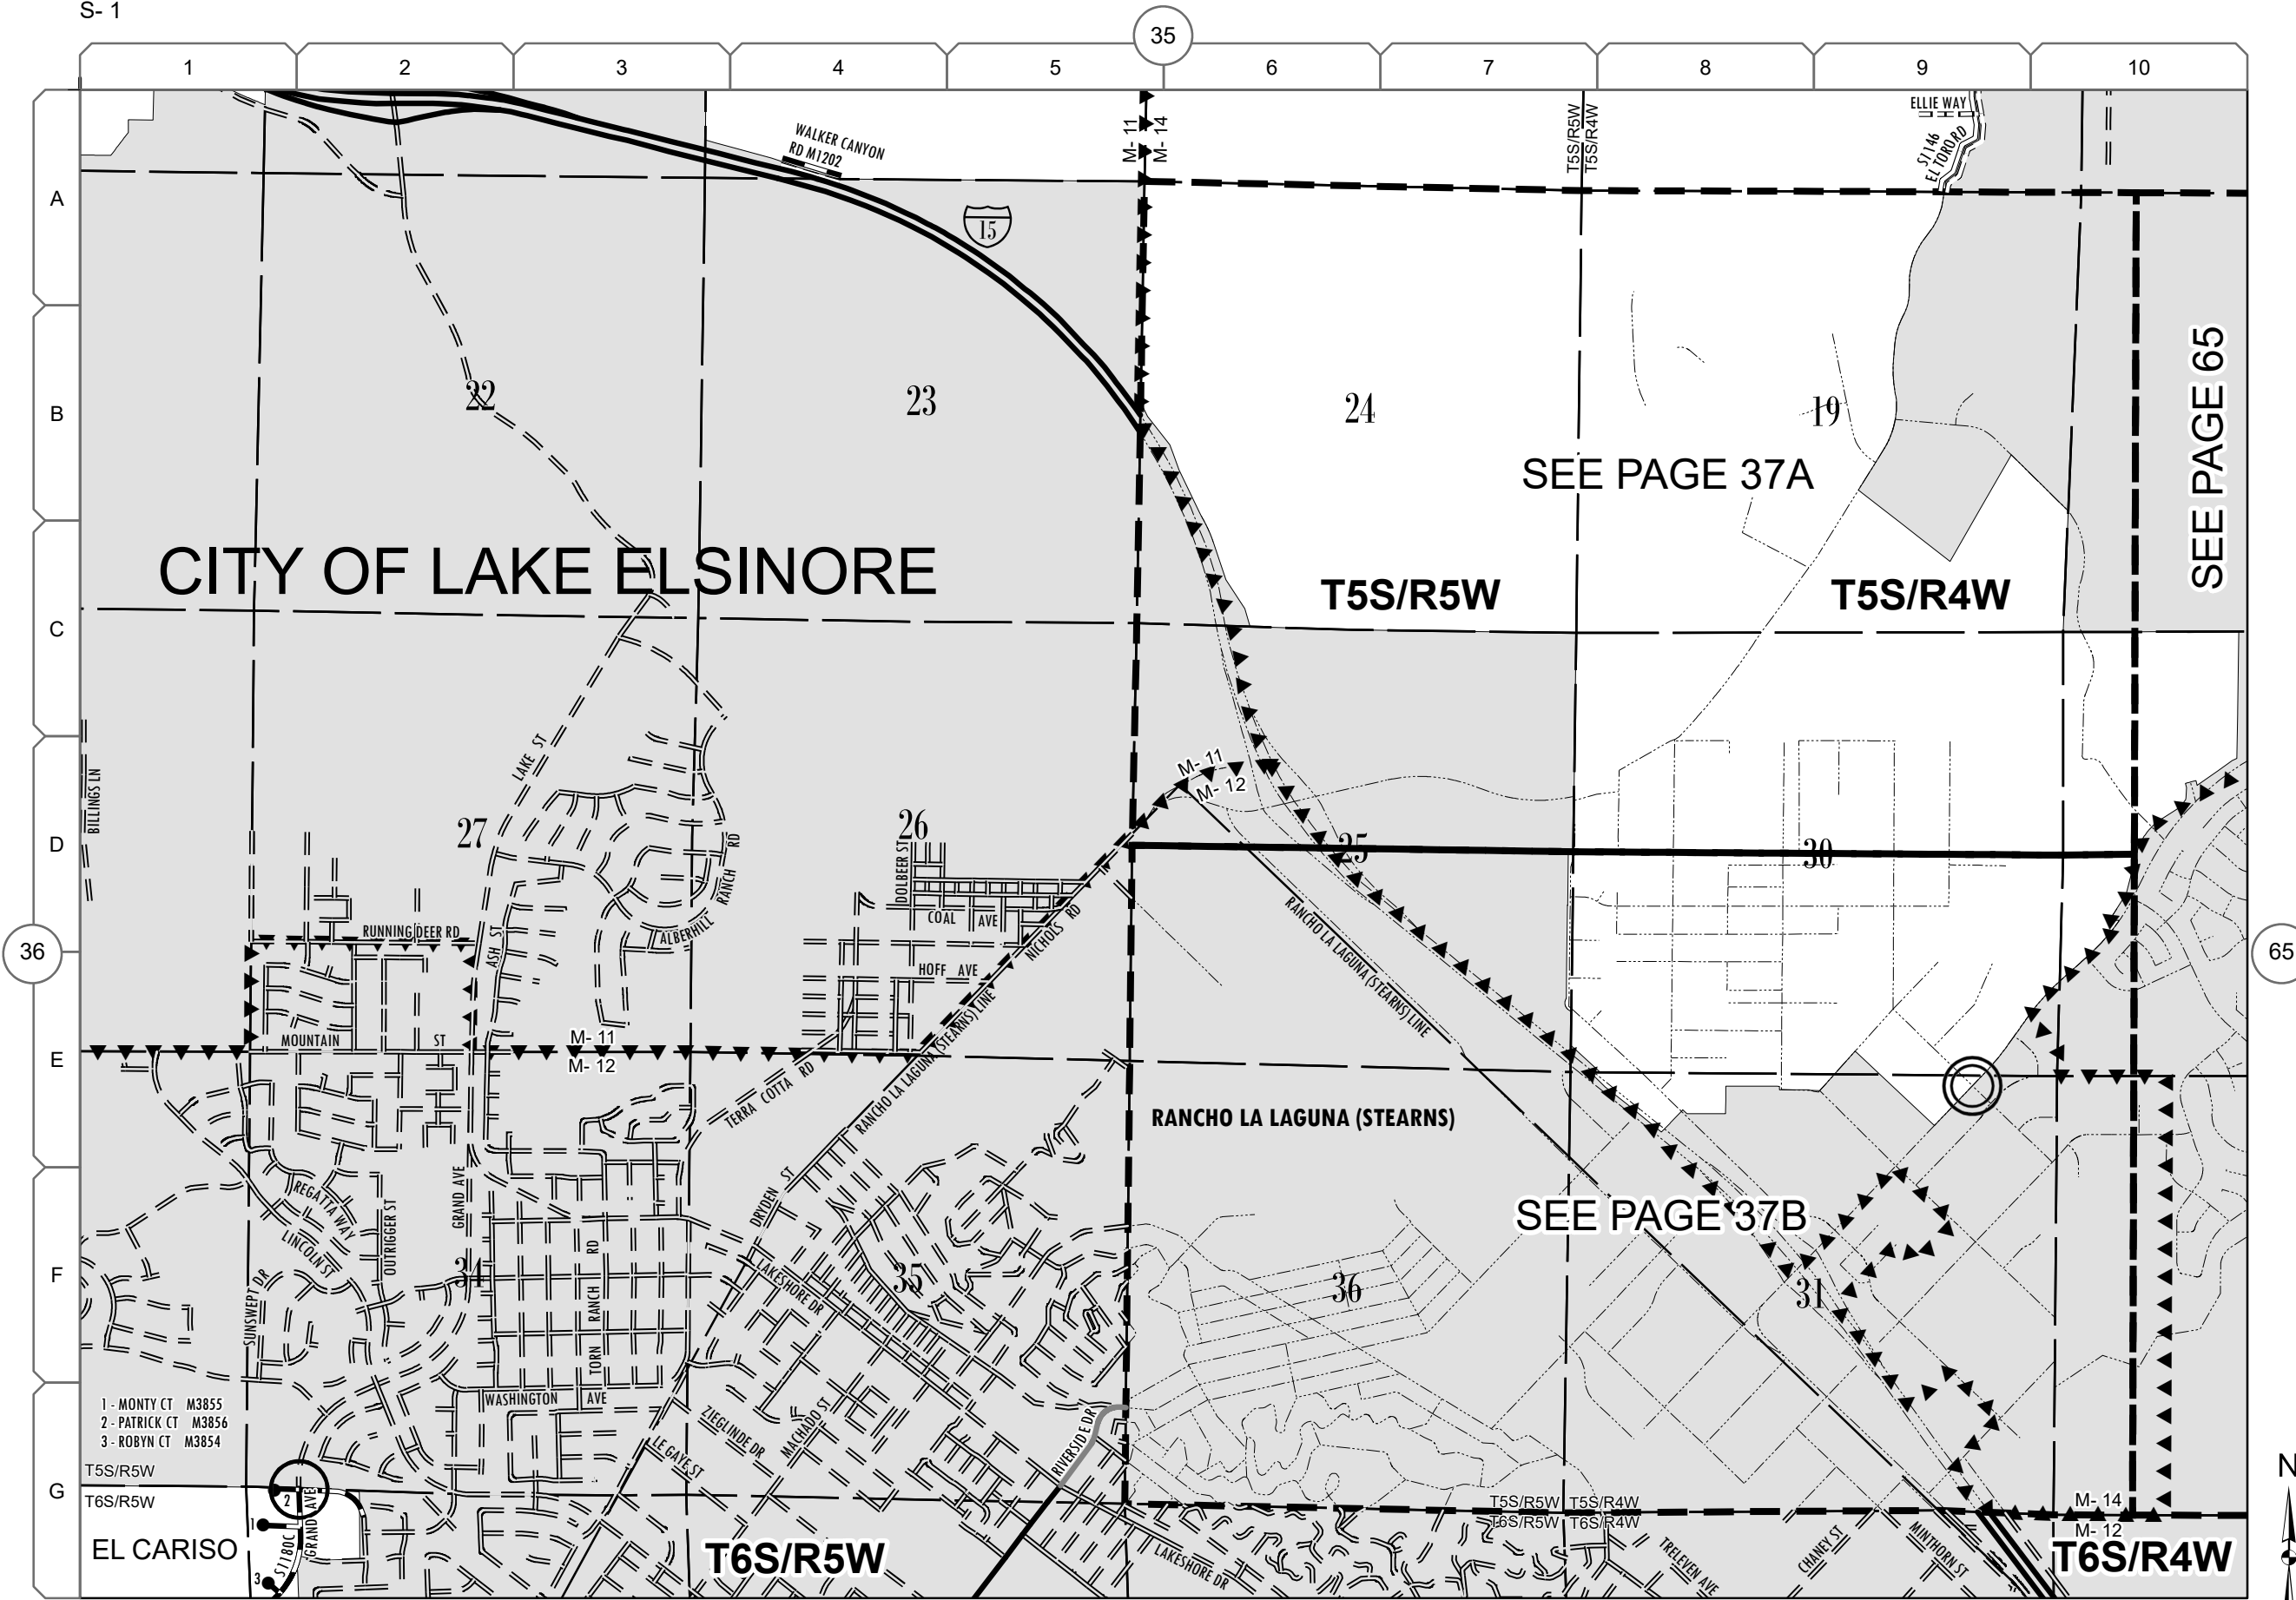 S- 1
35
1 2 3 4 5 6 7 8 9 10
A
B
C
D
E
F
G
36
65
WALKER CANYON
RD M1202
15
M- 11
M- 14
T5S/R5W
T5S/R4W
ELLIE WAY
S1146
EL TORO RD
22
23
24
19
SEE PAGE 37A
SEE PAGE 65
CITY OF LAKE ELSINORE
T5S/R5W
T5S/R4W
BILLINGS LN
LAKE ST
27
26
25
30
M- 11
M- 12
DOLBEER ST
COAL AVE
RANCH RD
ALBERHILL
NICHOLS RD
RUNNING DEER RD
ASH ST
HOFF AVE
RANCHO LA LAGUNA (STEARNS) LINE
RANCHO LA LAGUNA (STEARNS) LINE
MOUNTAIN ST
M- 11
M- 12
TERRA COTTA RD
RANCHO LA LAGUNA (STEARNS)
DRYDEN ST
REGATTA WAY
LINCOLN ST
OUTRIGGER ST
GRAND AVE
SEE PAGE 37B
SUNSWEPT DR
34
35
36
31
TORN RANCH RD
LAKESHORE DR
WASHINGTON AVE
1 - MONTY CT M3855
2 - PATRICK CT M3856
3 - ROBYN CT M3854
ZIEGLINDE DR
MACHADO ST
LE GAYE ST
RIVERSIDE DR
T5S/R5W
T6S/R5W
2
1
3
GRAND AVE
S1180C
EL CARISO
T6S/R5W
LAKESHORE DR
T5S/R5W T5S/R4W
T6S/R5W T6S/R4W
TRELEVEN AVE
CHANEY ST
MINTHORN ST
M- 14
M- 12
T6S/R4W
N